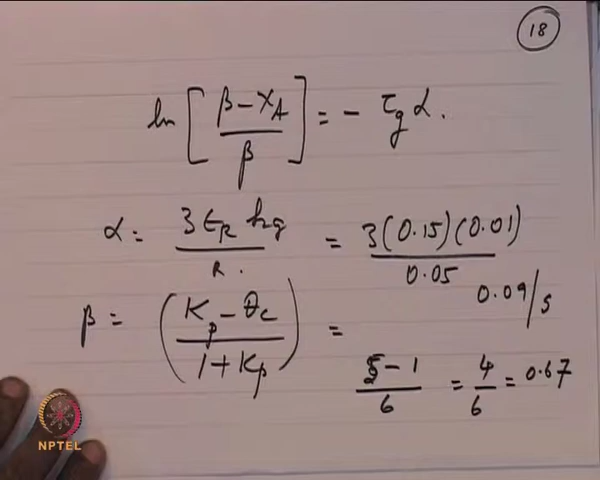 18
ln [ (β - X_A) / β ] = - τ_g α.
α = 3 ε_R k_g / R. = 3(0.15)(0.01) / 0.05
0.09/s
β = ( (K_p - θ_c) / (1 + K_p) ) =
(5 - 1) / 6 = 4 / 6 = 0.67
NPTEL